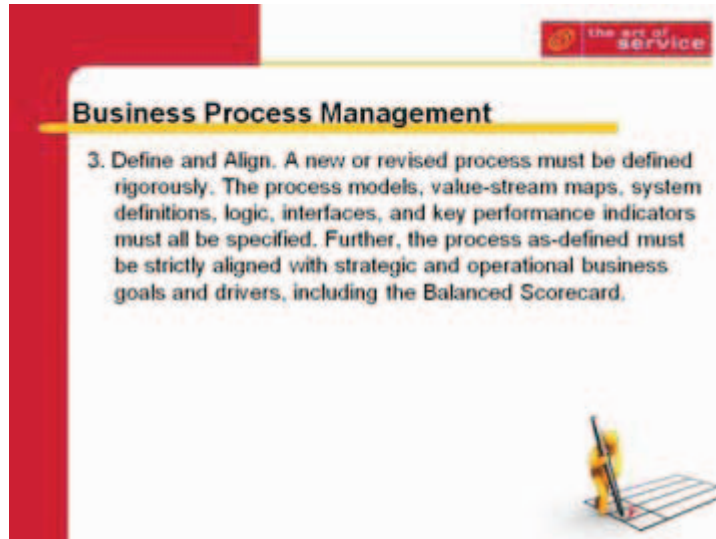 the art of
service
Business Process Management
3. Define and Align. A new or revised process must be defined
rigorously. The process models, value-stream maps, system
definitions, logic, interfaces, and key performance indicators
must all be specified. Further, the process as-defined must
be strictly aligned with strategic and operational business
goals and drivers, including the Balanced Scorecard.